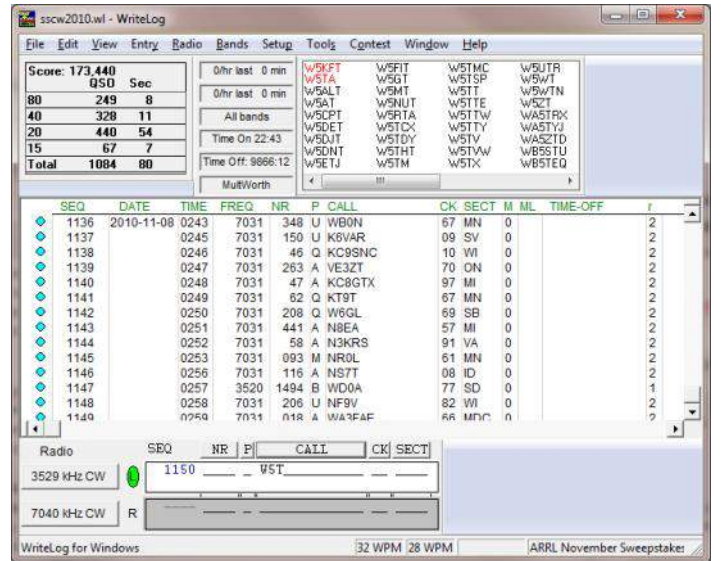 sscw2010.wl - WriteLog
File Edit View Entry Radio Bands Setup Tools Contest Window Help
Score: 173,440
QSO Sec
80 249 8
40 328 11
20 440 54
15 67 7
Total 1084 80
0/hr last 0 min
0/hr last 0 min
All bands
Time On 22:43
Time Off: 9866:12
MultWorth
W5KFT W5FIT W5TMC W5UTR
W5TA W5GT W5TSP W5WT
W5ALT W5MT W5TT W5WTN
W5AT W5NUT W5TTE W5ZT
W5CPT W5RTA W5TTW WA5TRX
W5DET W5TCX W5TTY WA5TYJ
W5DJT W5TDY W5TV WA5ZTD
W5DNT W5THT W5TVW WB5STU
W5ETJ W5TM W5TX WB5TEQ
SEQ DATE TIME FREQ NR P CALL CK SECT M ML TIME-OFF r
1136 2010-11-08 0243 7031 348 U WB0N 67 MN 0 2
1137 0245 7031 150 U K6VAR 09 SV 0 2
1138 0246 7031 46 Q KC9SNC 10 WI 0 2
1139 0247 7031 263 A VE3ZT 70 ON 0 2
1140 0248 7031 47 A KC8GTX 97 MI 0 2
1141 0249 7031 62 Q KT9T 67 MN 0 2
1142 0250 7031 208 Q W6GL 69 SB 0 2
1143 0251 7031 441 A N8EA 57 MI 0 2
1144 0252 7031 58 A N3KRS 91 VA 0 2
1145 0253 7031 093 M NR0L 61 MN 0 2
1146 0256 7031 116 A NS7T 08 ID 0 2
1147 0257 3520 1494 B WD0A 77 SD 0 1
1148 0258 7031 206 U NF9V 82 WI 0 2
1149 0259 7031 018 A WA3FAE 66 MDC 0 2
Radio SEQ NR P CALL CK SECT
3529 kHz CW L 1150 W5T
7040 kHz CW R
WriteLog for Windows 32 WPM 28 WPM ARRL November Sweepstakes